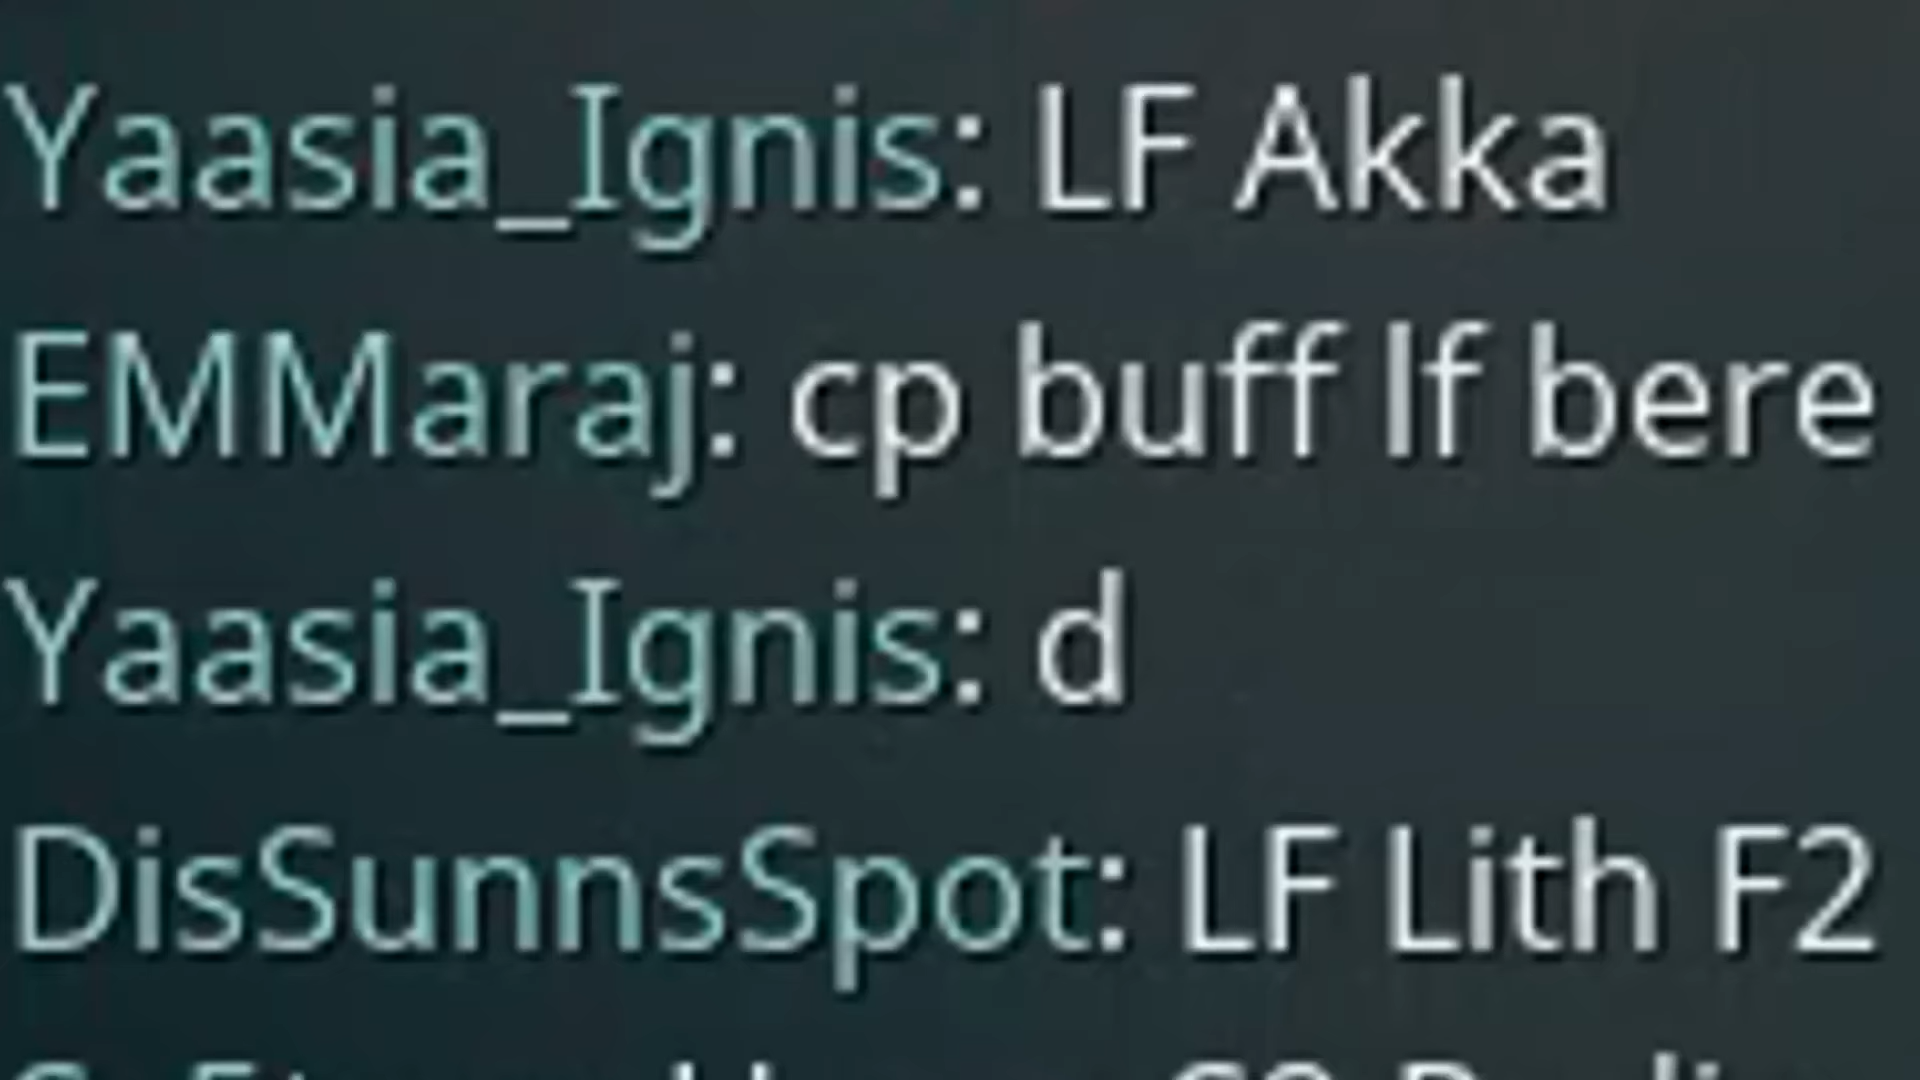 Yaasia_Ignis: LF Akka
EMMaraj: cp buff lf bere
Yaasia_Ignis: d
DisSunnsSpot: LF Lith F2